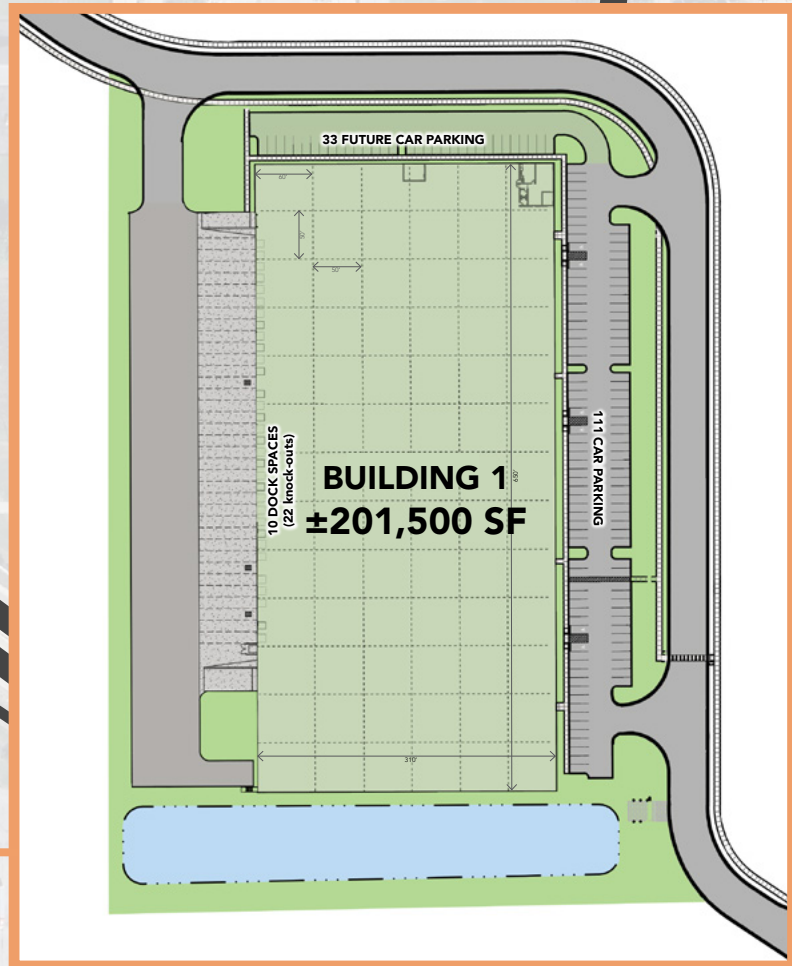 33 FUTURE CAR PARKING
60'
50'
50'
10 DOCK SPACES
(22 knock-outs)
BUILDING 1
±201,500 SF
650'
111 CAR PARKING
310'